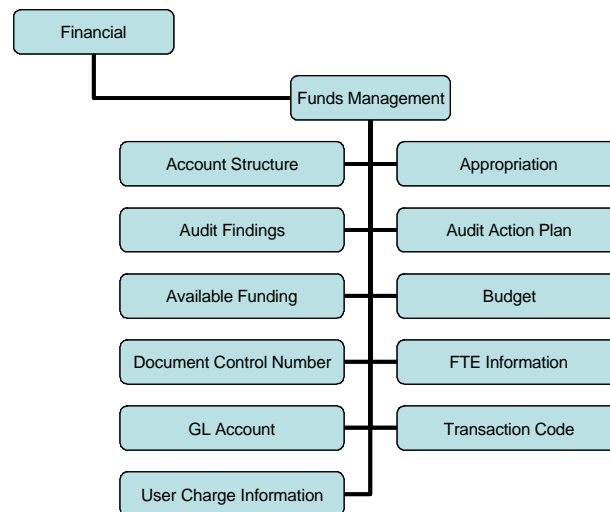 Financial
Funds Management
Account Structure
Appropriation
Audit Findings
Audit Action Plan
Available Funding
Budget
Document Control Number
FTE Information
GL Account
Transaction Code
User Charge Information